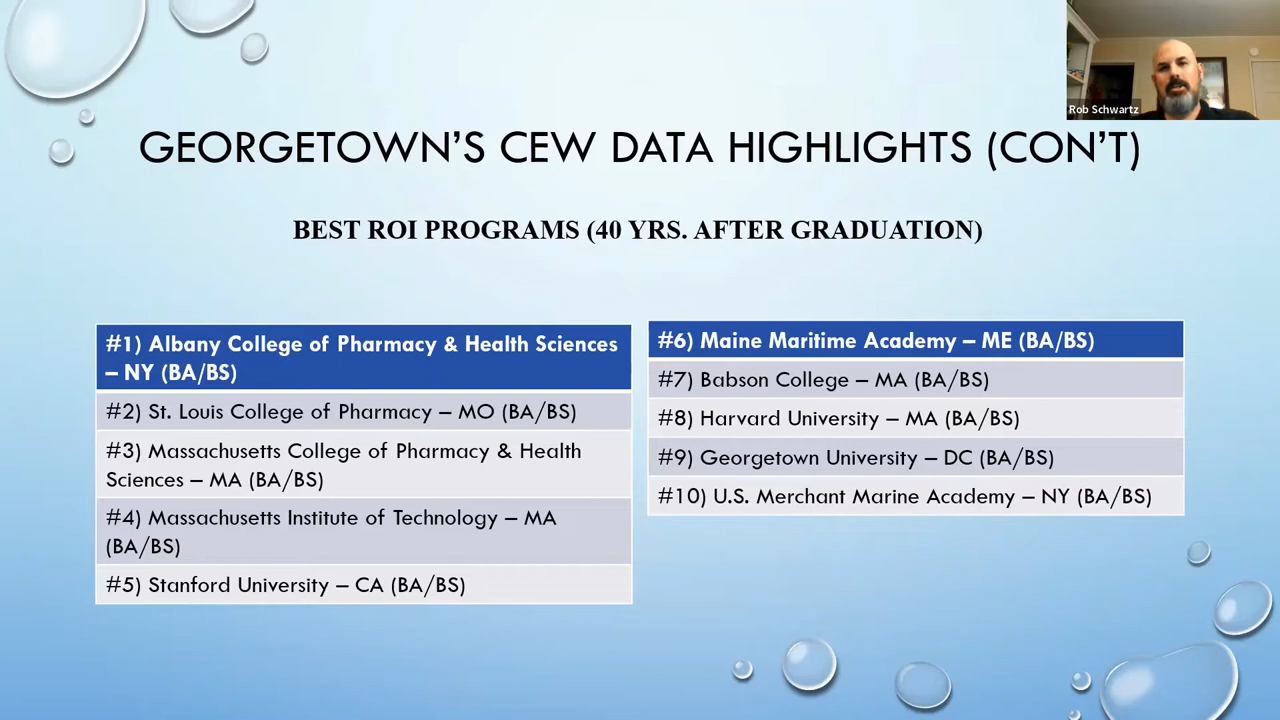 Rob Schwartz
GEORGETOWN'S CEW DATA HIGHLIGHTS (CON'T)
BEST ROI PROGRAMS (40 YRS. AFTER GRADUATION)
#1) Albany College of Pharmacy & Health Sciences
– NY (BA/BS)
#2) St. Louis College of Pharmacy – MO (BA/BS)
#3) Massachusetts College of Pharmacy & Health
Sciences – MA (BA/BS)
#4) Massachusetts Institute of Technology – MA
(BA/BS)
#5) Stanford University – CA (BA/BS)
#6) Maine Maritime Academy – ME (BA/BS)
#7) Babson College – MA (BA/BS)
#8) Harvard University – MA (BA/BS)
#9) Georgetown University – DC (BA/BS)
#10) U.S. Merchant Marine Academy – NY (BA/BS)